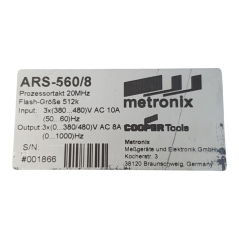 ARS-560/8
Prozessortakt 20MHz
Flash-Größe 512k
Input: 3x(380...480)V AC 10A
(50...60)Hz
Output:3x(0...380/480)V AC 8A
(0...1000)Hz
S/N:
#001866
metronix
COOPER Tools
Metronix
Meßgeräte und Elektronik GmbH
Kocherstr. 3
38120 Braunschweig, Germany